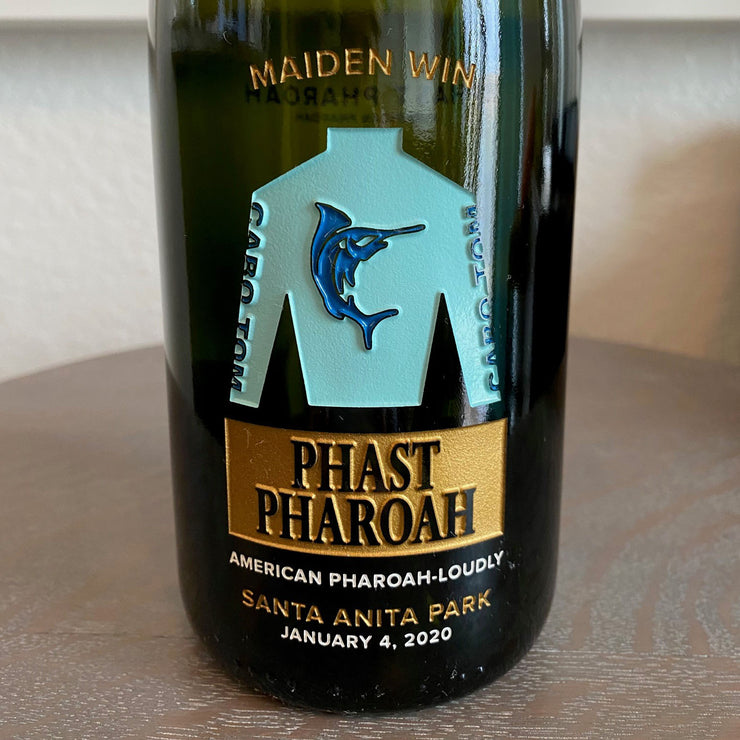 MAIDEN WIN
CABO TOM
CABO TOM
PHAST
PHAROAH
AMERICAN PHAROAH-LOUDLY
SANTA ANITA PARK
JANUARY 4, 2020